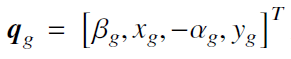 q_g = [β_g, x_g, −α_g, y_g]^T